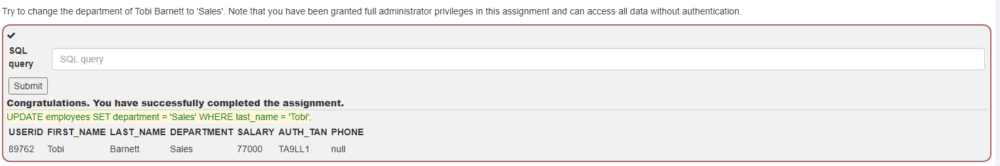 Try to change the department of Tobi Barnett to 'Sales'. Note that you have been granted full administrator privileges in this assignment and can access all data without authentication.
SQL query
SQL query
Submit
Congratulations. You have successfully completed the assignment.
UPDATE employees SET department = 'Sales' WHERE last_name = 'Tobi';
USERID FIRST_NAME LAST_NAME DEPARTMENT SALARY AUTH_TAN PHONE
89762 Tobi Barnett Sales 77000 TA9LL1 null